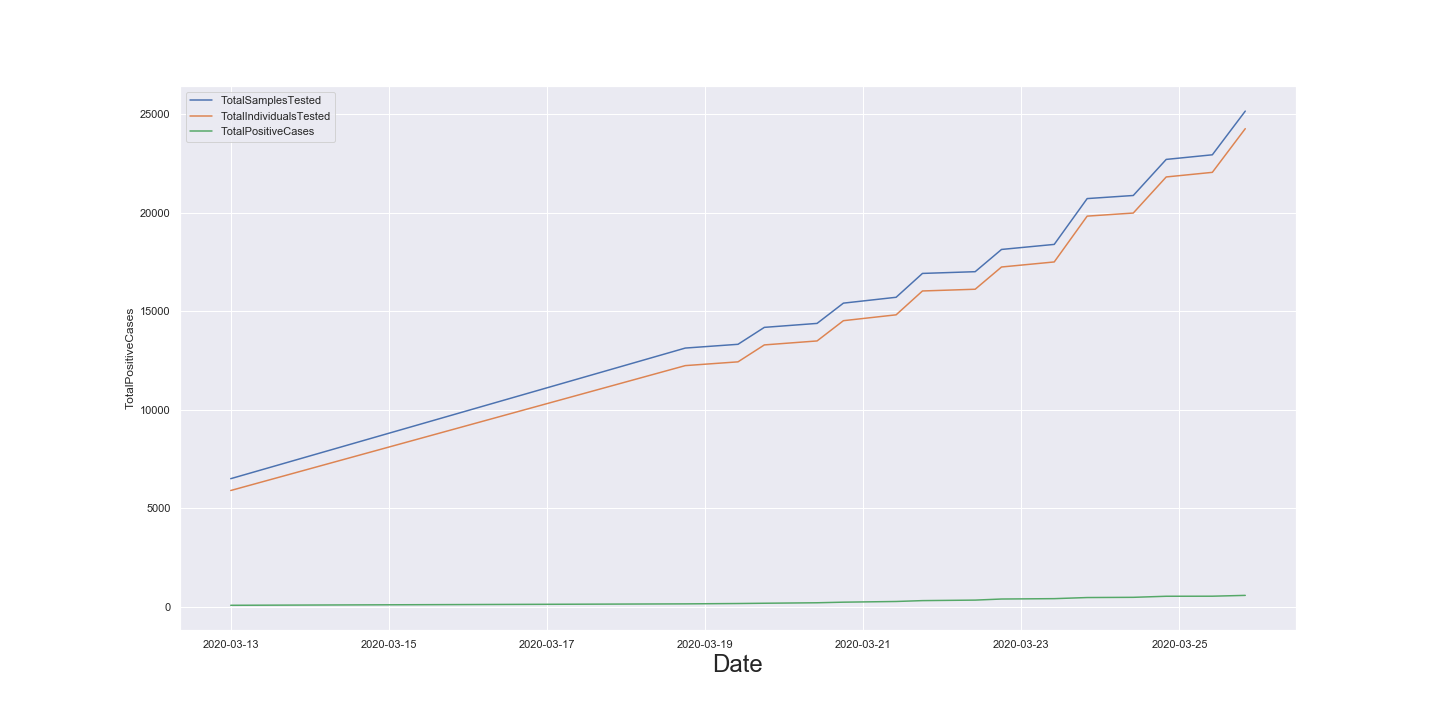 TotalSamplesTested
TotalIndividualsTested
TotalPositiveCases
25000
20000
15000
10000
5000
0
TotalPositiveCases
2020-03-13 2020-03-15 2020-03-17 2020-03-19 2020-03-21 2020-03-23 2020-03-25
Date